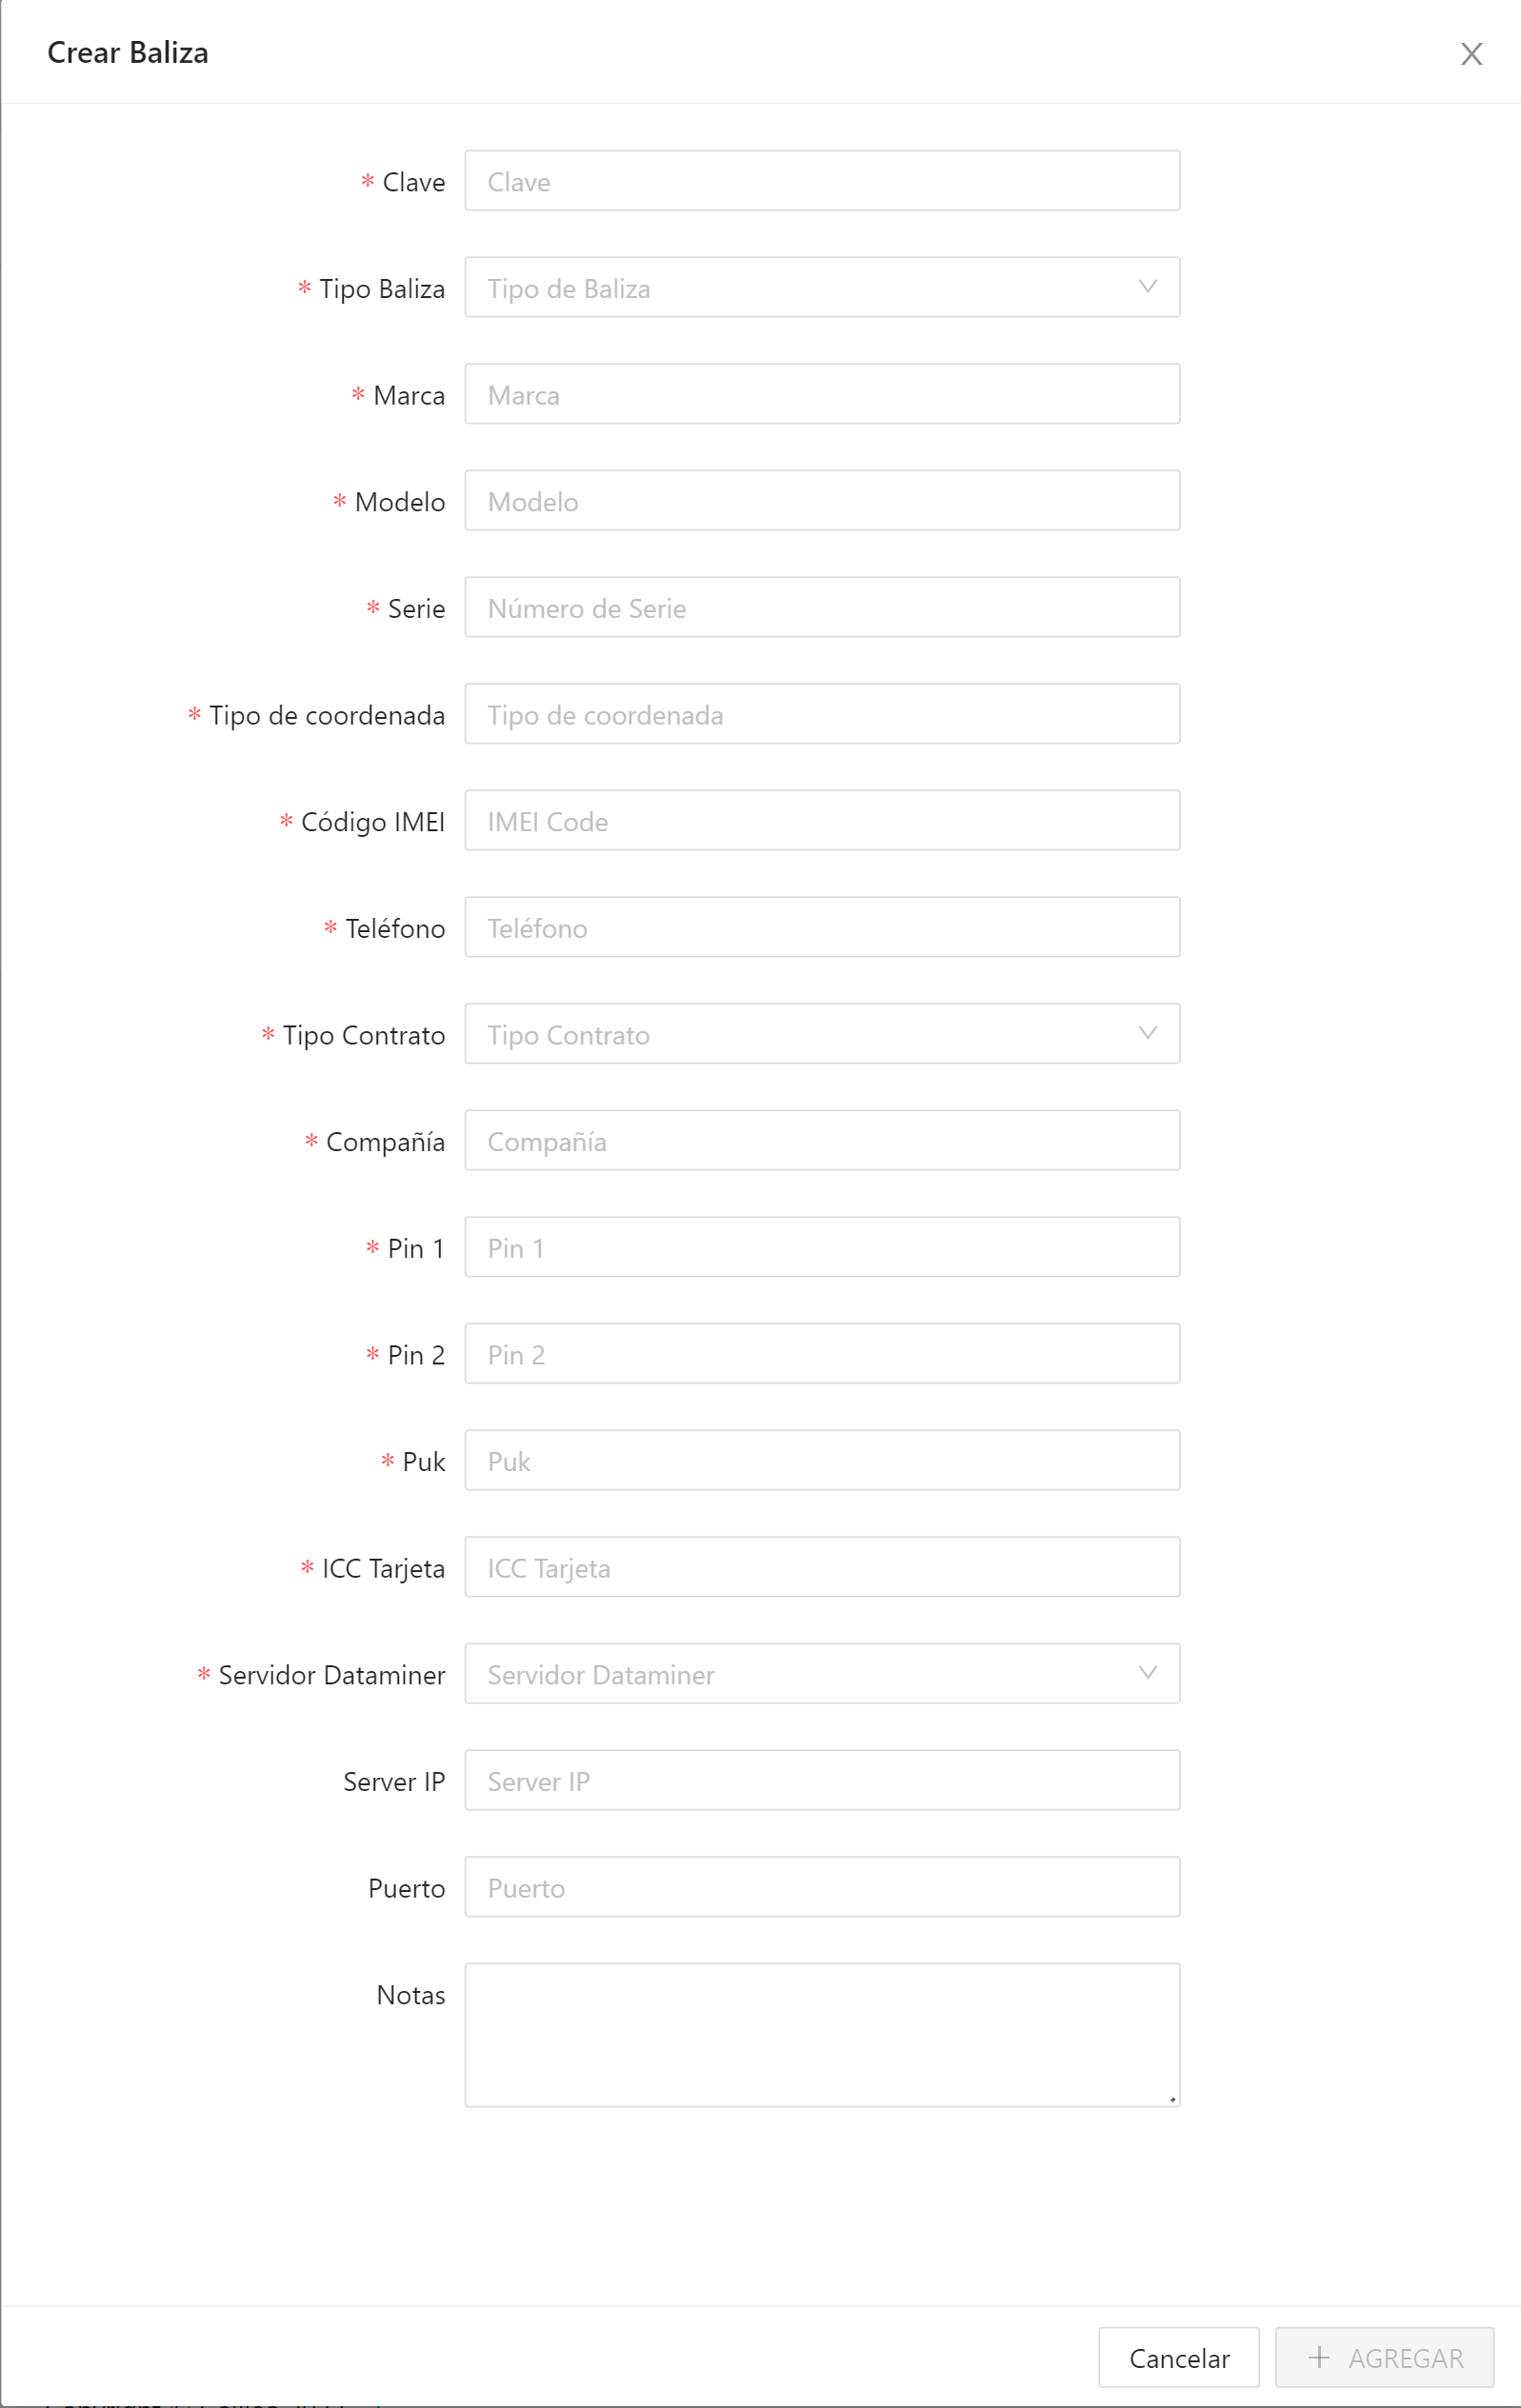 Crear Baliza
* Clave Clave
* Tipo Baliza Tipo de Baliza
* Marca Marca
* Modelo Modelo
* Serie Número de Serie
* Tipo de coordenada Tipo de coordenada
* Código IMEI IMEI Code
* Teléfono Teléfono
* Tipo Contrato Tipo Contrato
* Compañía Compañía
* Pin 1 Pin 1
* Pin 2 Pin 2
* Puk Puk
* ICC Tarjeta ICC Tarjeta
* Servidor Dataminer Servidor Dataminer
Server IP Server IP
Puerto Puerto
Notas
Cancelar + AGREGAR